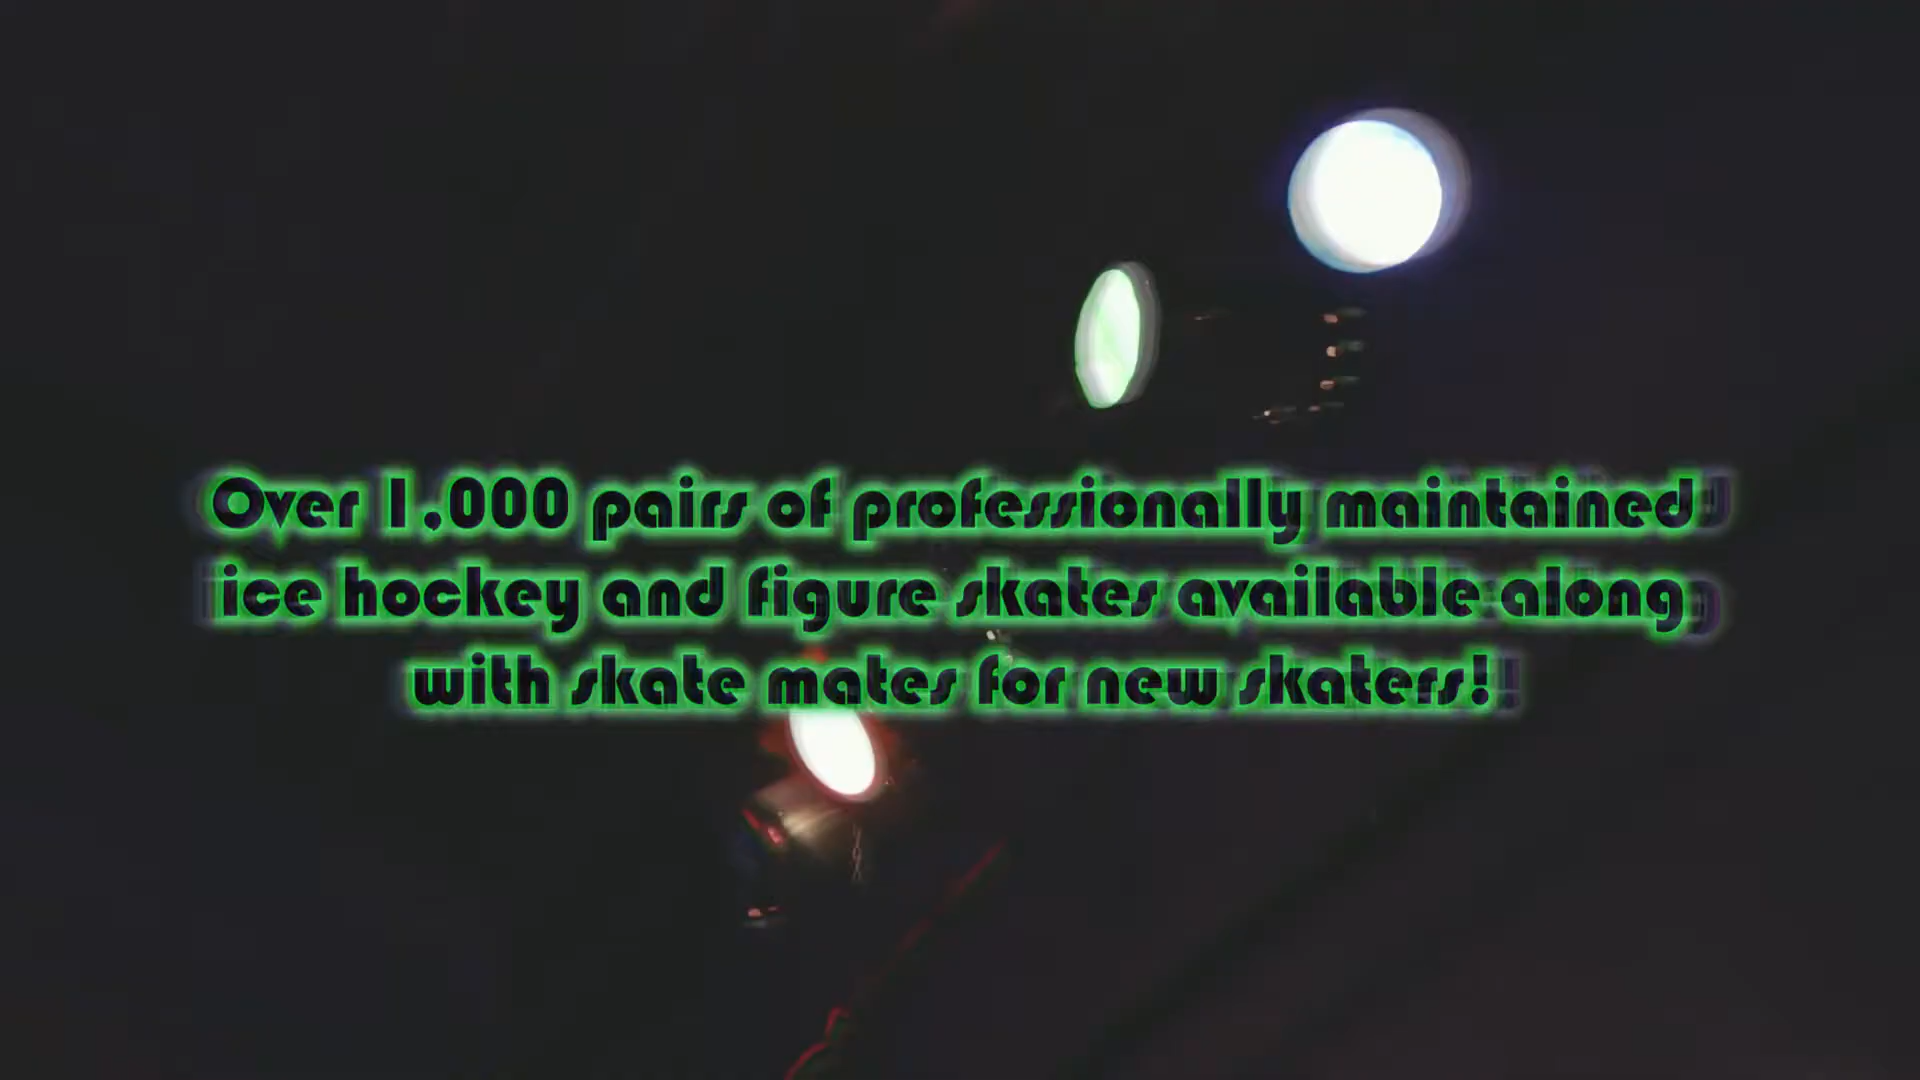 Over 1,000 pairs of professionally maintained
ice hockey and figure skates available along
with skate mates for new skaters!